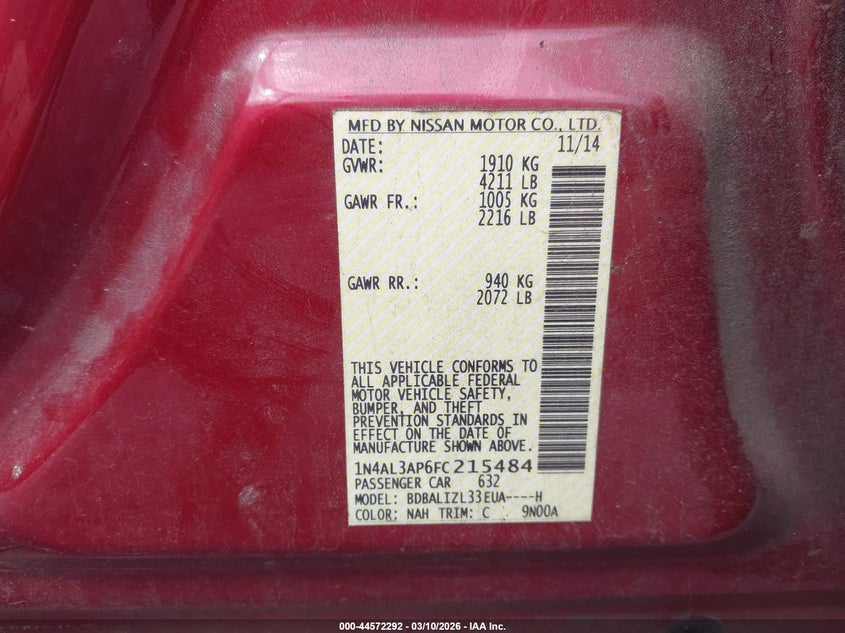 MFD BY NISSAN MOTOR CO., LTD.
DATE: 11/14
GVWR: 1910 KG
4211 LB
GAWR FR.: 1005 KG
2216 LB
GAWR RR.: 940 KG
2072 LB
THIS VEHICLE CONFORMS TO
ALL APPLICABLE FEDERAL
MOTOR VEHICLE SAFETY,
BUMPER, AND THEFT
PREVENTION STANDARDS IN
EFFECT ON THE DATE OF
MANUFACTURE SHOWN ABOVE.
1N4AL3AP6FC215484
PASSENGER CAR 632
MODEL: BDBALIZL33EUA----H
COLOR: NAH TRIM: C 9N00A
000-44572292 - 03/10/2026 - IAA Inc.